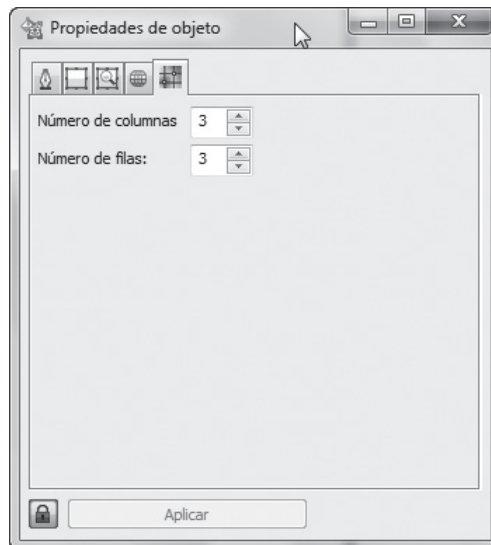 Propiedades de objeto
Número de columnas 3
Número de filas: 3
Aplicar